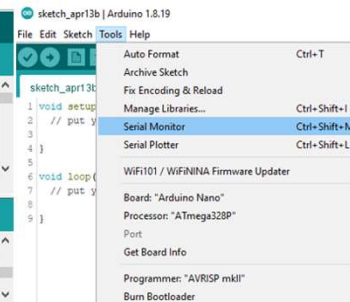 sketch_apr13b | Arduino 1.8.19
File Edit Sketch Tools Help
Auto Format Ctrl+T
Archive Sketch
Fix Encoding & Reload
Manage Libraries... Ctrl+Shift+I
Serial Monitor Ctrl+Shift+M
Serial Plotter Ctrl+Shift+L
WiFi101 / WiFiNINA Firmware Updater
Board: "Arduino Nano"
Processor: "ATmega328P"
Port
Get Board Info
Programmer: "AVRISP mkII"
Burn Bootloader
sketch_apr13b
1 void setup
2 // put y
3
4 }
5
6 void loop(
7 // put y
8
9 }